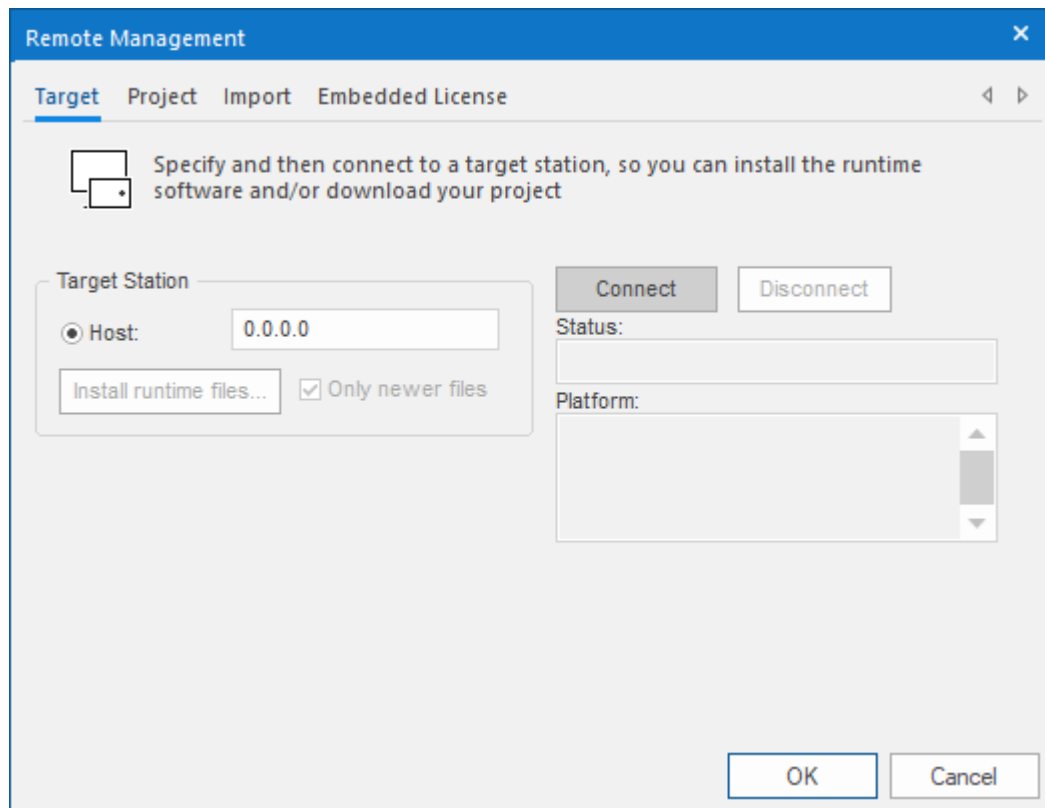 Remote Management
Target Project Import Embedded License
Specify and then connect to a target station, so you can install the runtime
software and/or download your project
Target Station
Host: 0.0.0.0
Install runtime files... Only newer files
Connect Disconnect
Status:
Platform:
OK Cancel